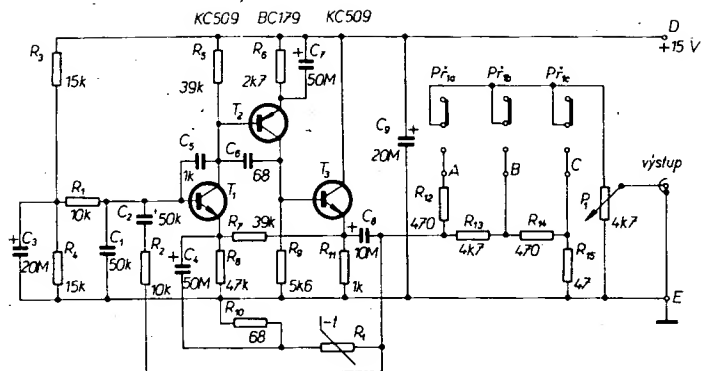 KC509 BC179 KC509
D
+15 V
R3
15k
R5
39k
R6
2k7
C7
50M
T2
C9
20M
Př1a
Př1b
Př1c
výstup
C5
1k
C6
68
T1
T3
A
B
C
R12
470
R13
4k7
R14
470
P1
4k7
R1
10k
C2
50k
C3
20M
R4
15k
C1
50k
R2
10k
C4
50M
R7
39k
R8
47k
R9
5k6
R11
1k
C8
10M
R15
47
E
R10
68
-t